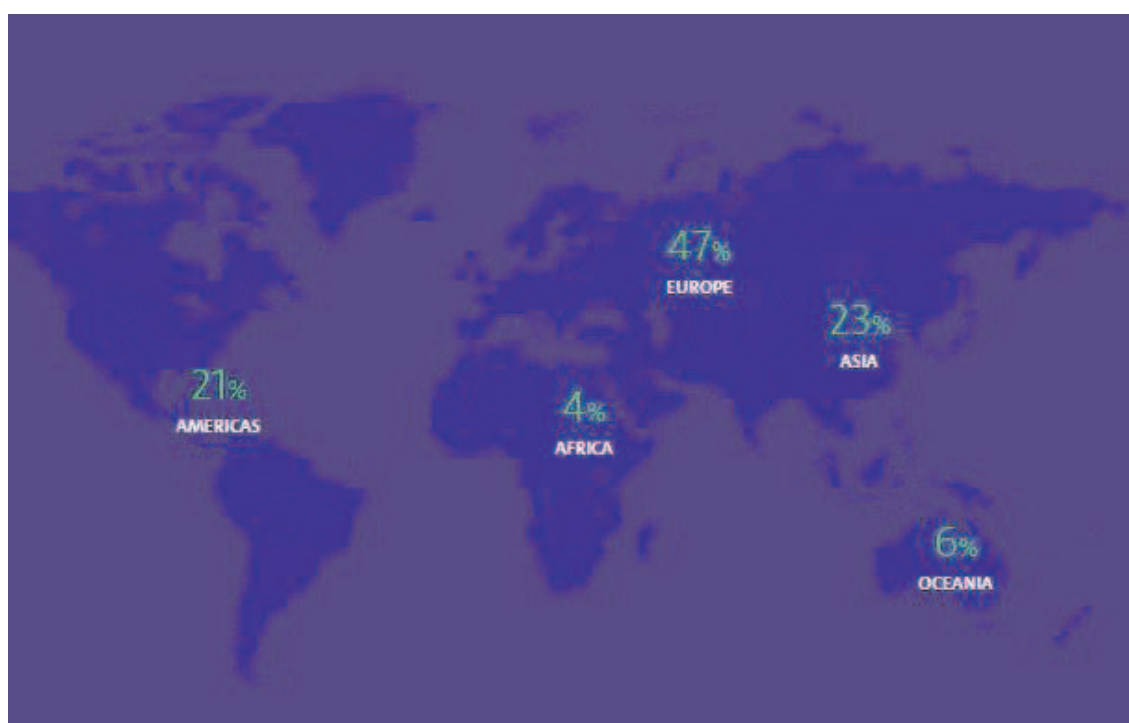 47%
EUROPE
23%
ASIA
21%
AMERICAS
4%
AFRICA
6%
OCEANIA